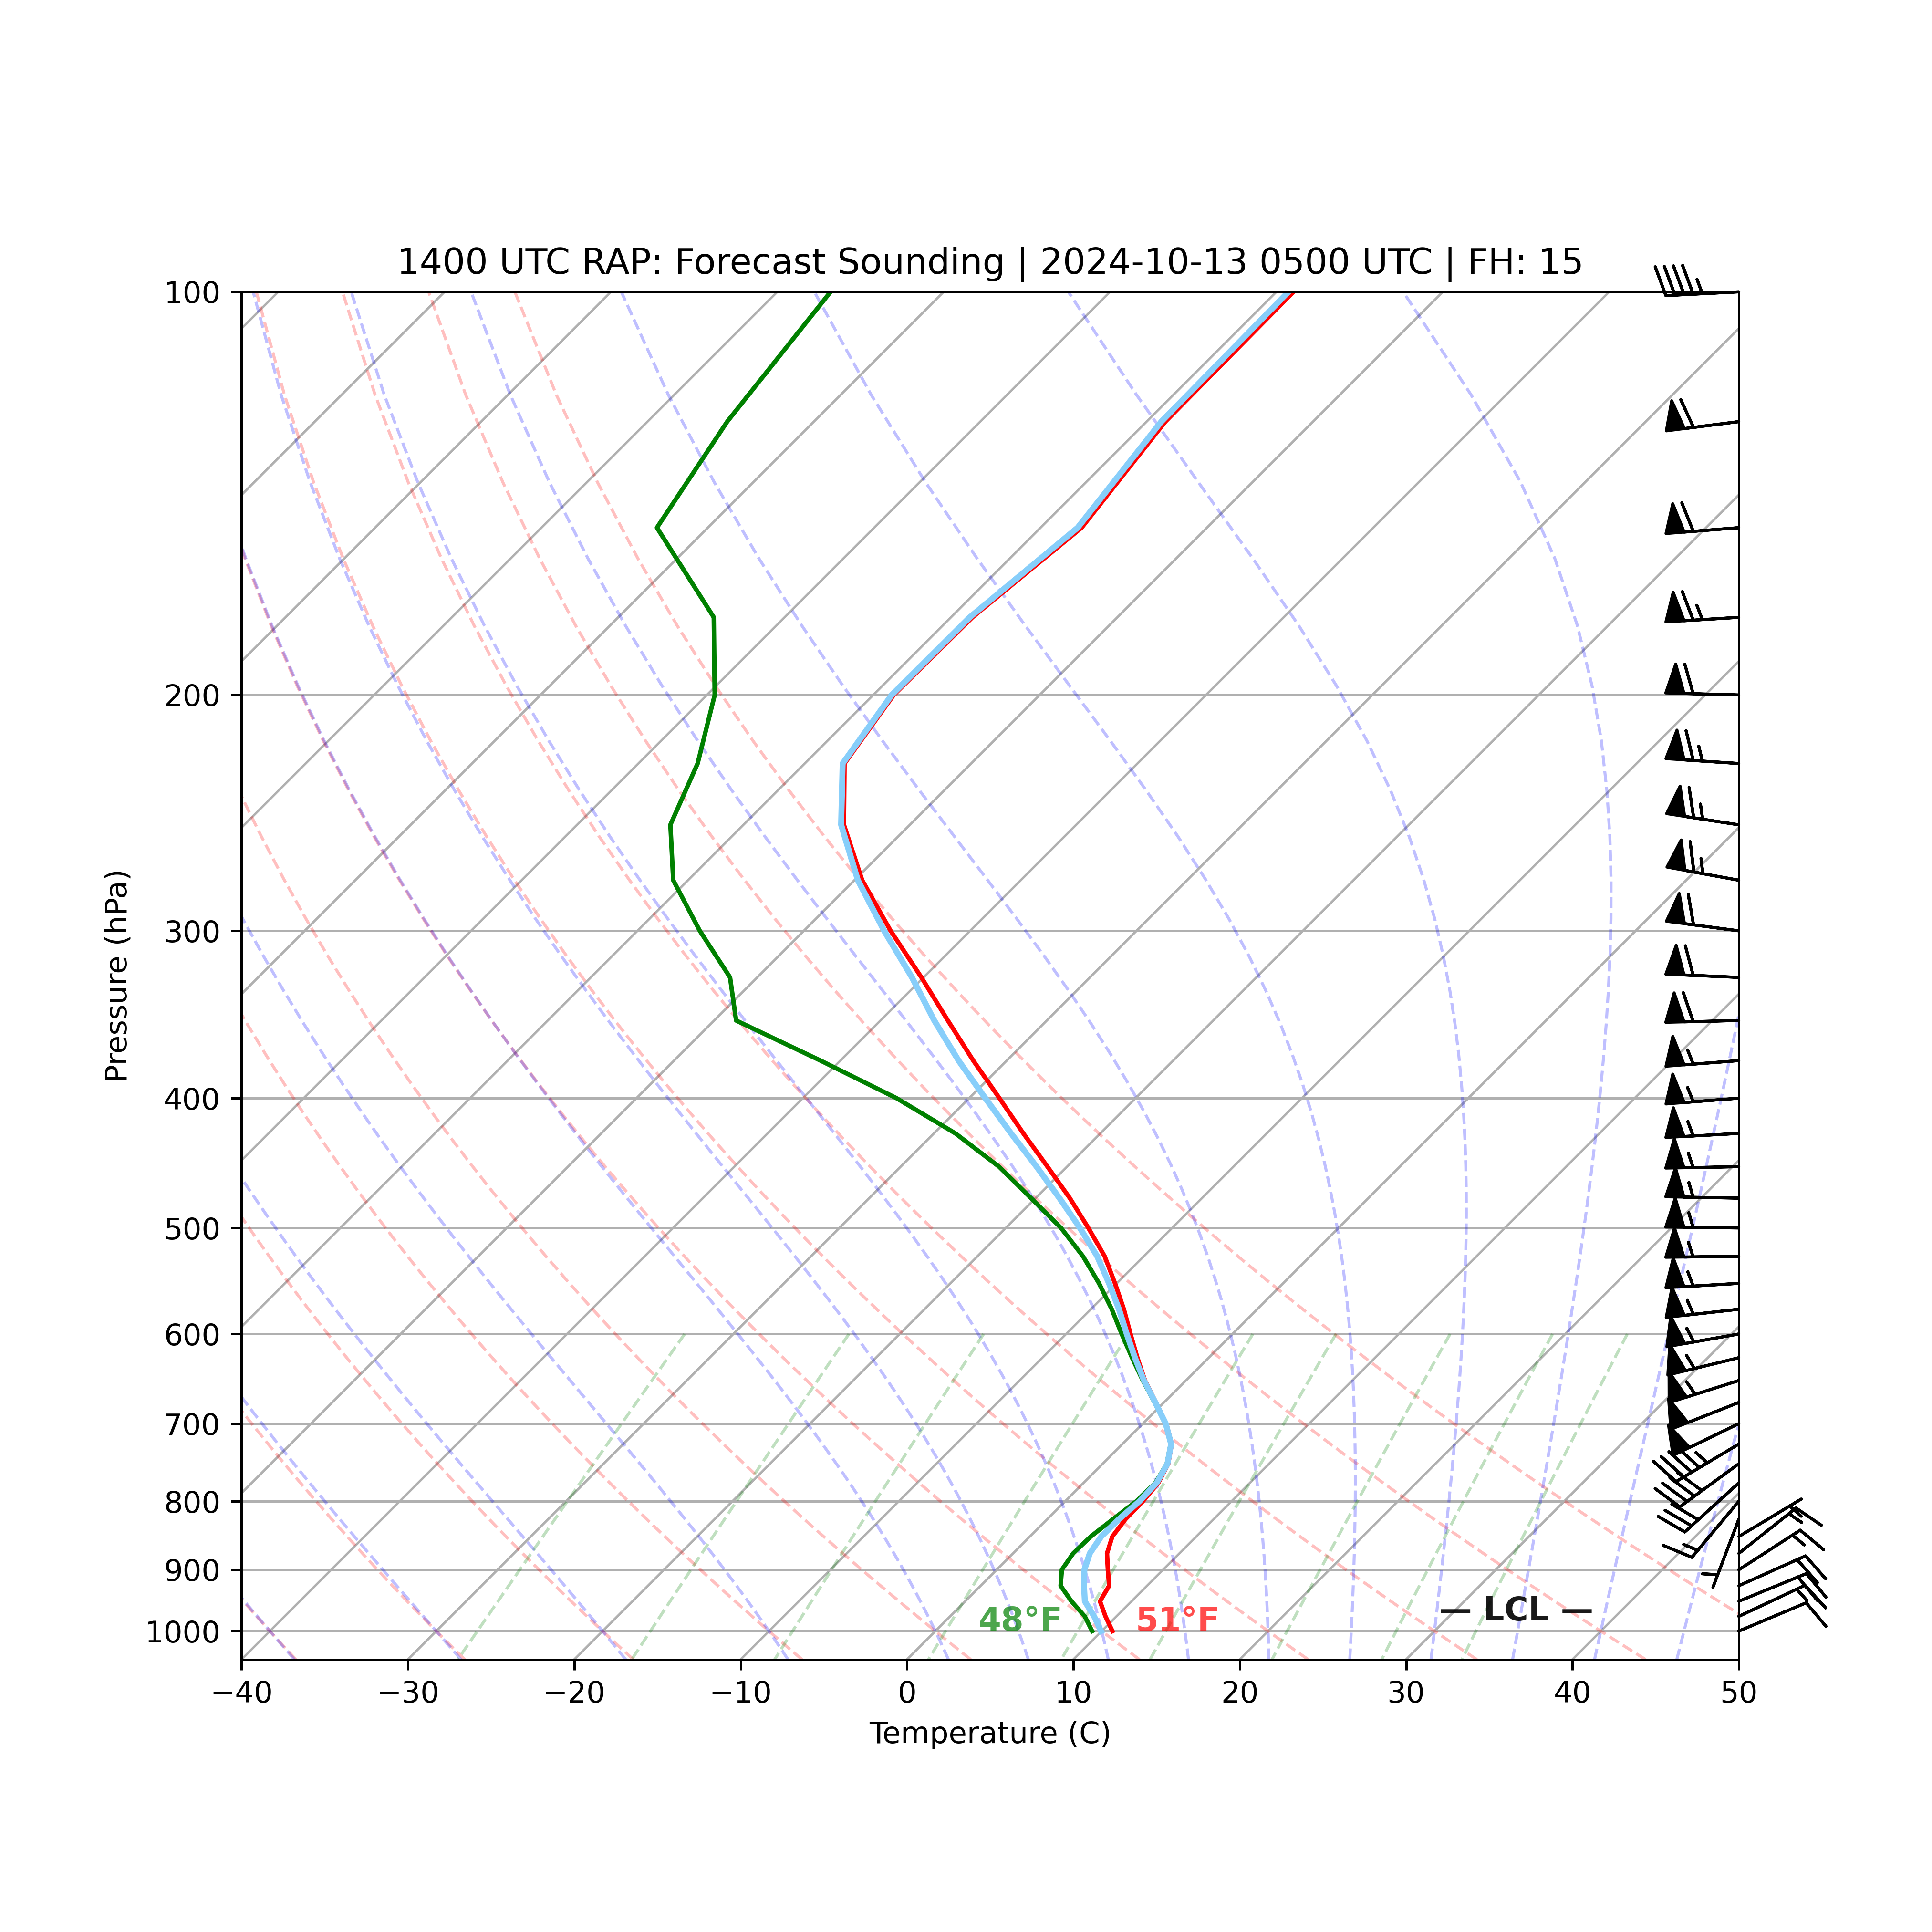 1400 UTC RAP: Forecast Sounding | 2024-10-13 0500 UTC | FH: 15
100
200
300
400
500
600
700
800
900
1000
Pressure (hPa)
48°F
51°F
— LCL —
−40 −30 −20 −10 0 10 20 30 40 50
Temperature (C)